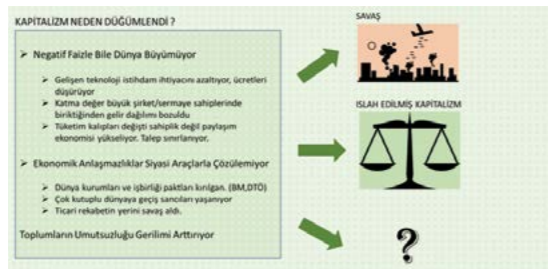 KAPİTALİZM NEDEN DÜĞÜMLENDİ ?
Negatif Faizle Bile Dünya Büyümüyor
Gelişen teknoloji istihdam ihtiyacını azaltıyor, ücretleri
düşürüyor
Katma değer büyük şirket/sermaye sahiplerinde
biriktiğinden gelir dağılımı bozuldu
Tüketim kalıpları değişti sahiplik değil paylaşım
ekonomisi yükseliyor. Talep sınırlanıyor.
Ekonomik Anlaşmazlıklar Siyasi Araçlarla Çözülemiyor
Dünya kurumları ve işbirliği paktları kırılgan. (BM,DTÖ)
Çok kutuplu dünyaya geçiş sancıları yaşanıyor
Ticari rekabetin yerini savaş aldı.
Toplumların Umutsuzluğu Gerilimi Arttırıyor
SAVAŞ
ISLAH EDİLMİŞ KAPİTALİZM
?